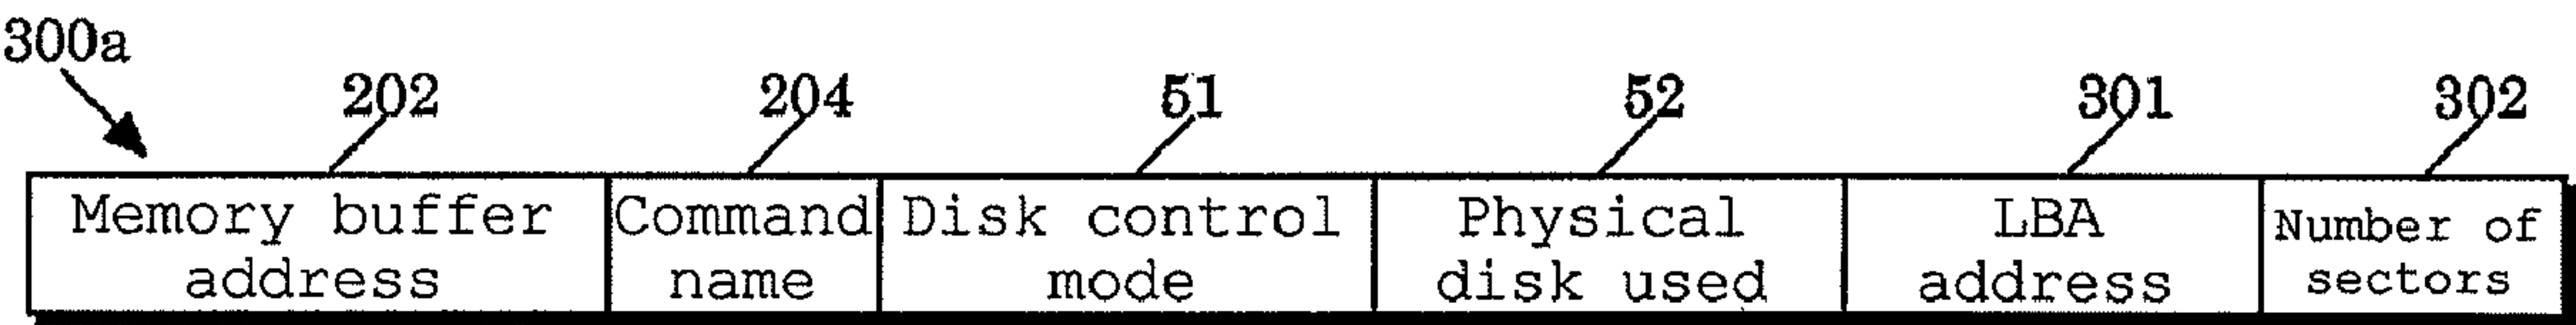 300a
202 204 51 52 301 302
Memory buffer address
Command name
Disk control mode
Physical disk used
LBA address
Number of sectors